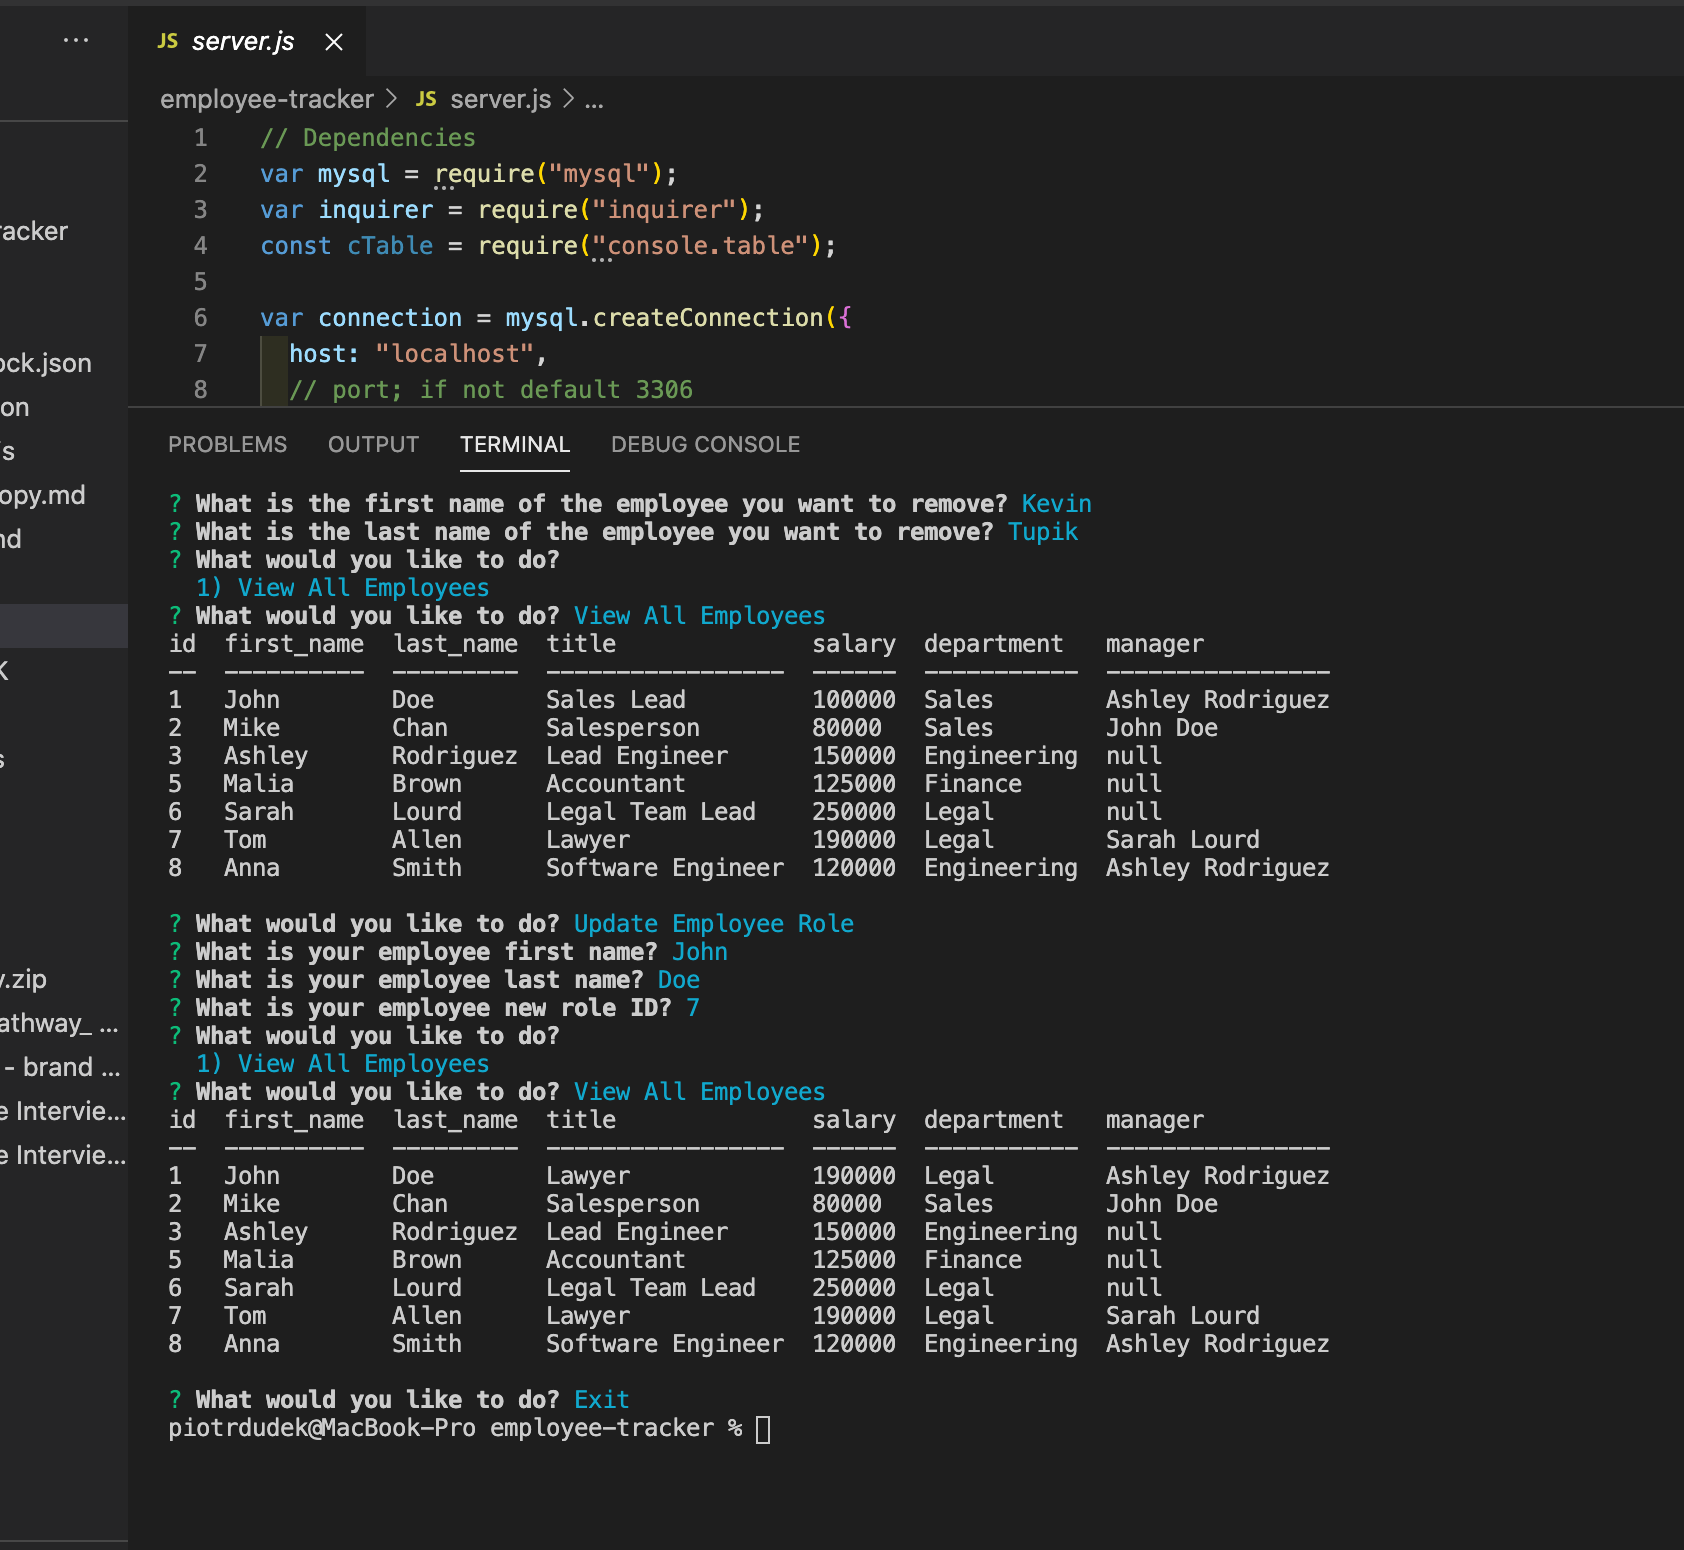 ...
JS server.js ×
employee-tracker > JS server.js > ...
1 // Dependencies
2 var mysql = require("mysql");
3 var inquirer = require("inquirer");
4 const cTable = require("console.table");
5
6 var connection = mysql.createConnection({
7 host: "localhost",
8 // port; if not default 3306
racker
ock.json
on
s
opy.md
nd
K
s
y.zip
athway_ ...
- brand ...
e Intervie...
e Intervie...
PROBLEMS OUTPUT TERMINAL DEBUG CONSOLE
? What is the first name of the employee you want to remove? Kevin
? What is the last name of the employee you want to remove? Tupik
? What would you like to do?
1) View All Employees
? What would you like to do? View All Employees
id first_name last_name title salary department manager
-- ---------- --------- ----------------- ------ ----------- ----------------
1 John Doe Sales Lead 100000 Sales Ashley Rodriguez
2 Mike Chan Salesperson 80000 Sales John Doe
3 Ashley Rodriguez Lead Engineer 150000 Engineering null
5 Malia Brown Accountant 125000 Finance null
6 Sarah Lourd Legal Team Lead 250000 Legal null
7 Tom Allen Lawyer 190000 Legal Sarah Lourd
8 Anna Smith Software Engineer 120000 Engineering Ashley Rodriguez
? What would you like to do? Update Employee Role
? What is your employee first name? John
? What is your employee last name? Doe
? What is your employee new role ID? 7
? What would you like to do?
1) View All Employees
? What would you like to do? View All Employees
id first_name last_name title salary department manager
-- ---------- --------- ----------------- ------ ----------- ----------------
1 John Doe Lawyer 190000 Legal Ashley Rodriguez
2 Mike Chan Salesperson 80000 Sales John Doe
3 Ashley Rodriguez Lead Engineer 150000 Engineering null
5 Malia Brown Accountant 125000 Finance null
6 Sarah Lourd Legal Team Lead 250000 Legal null
7 Tom Allen Lawyer 190000 Legal Sarah Lourd
8 Anna Smith Software Engineer 120000 Engineering Ashley Rodriguez
? What would you like to do? Exit
piotrdudek@MacBook-Pro employee-tracker %